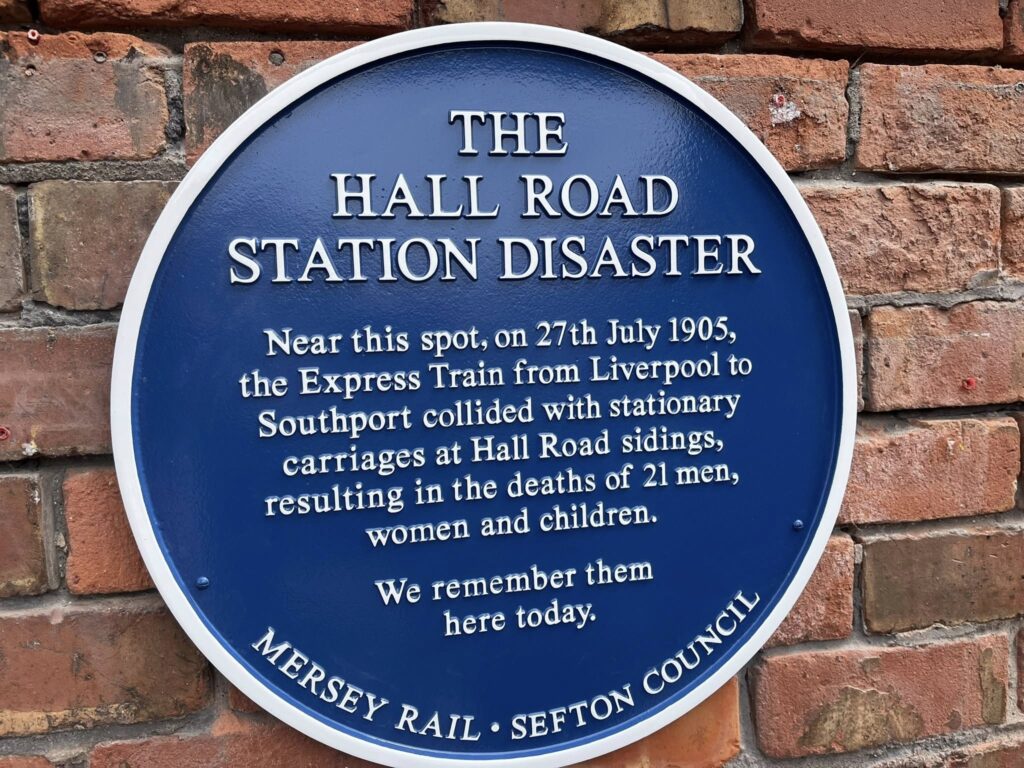 THE
HALL ROAD
STATION DISASTER
Near this spot, on 27th July 1905,
the Express Train from Liverpool to
Southport collided with stationary
carriages at Hall Road sidings,
resulting in the deaths of 21 men,
women and children.
We remember them
here today.
MERSEY RAIL · SEFTON COUNCIL